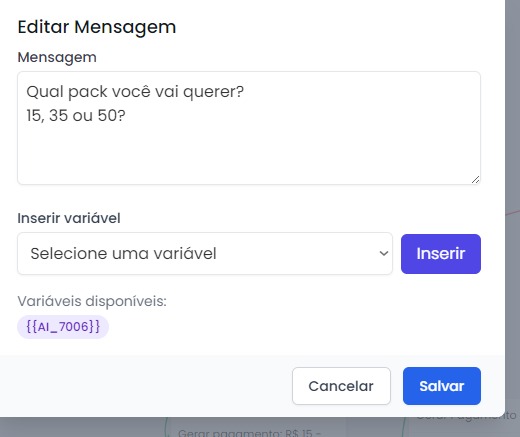 Editar Mensagem
Mensagem
Qual pack você vai querer?
15, 35 ou 50?
Inserir variável
Selecione uma variável
Inserir
Variáveis disponíveis:
{{AI_7006}}
Cancelar
Salvar
Gerar pagamento: R$ 15 -
Gerar Pagamento